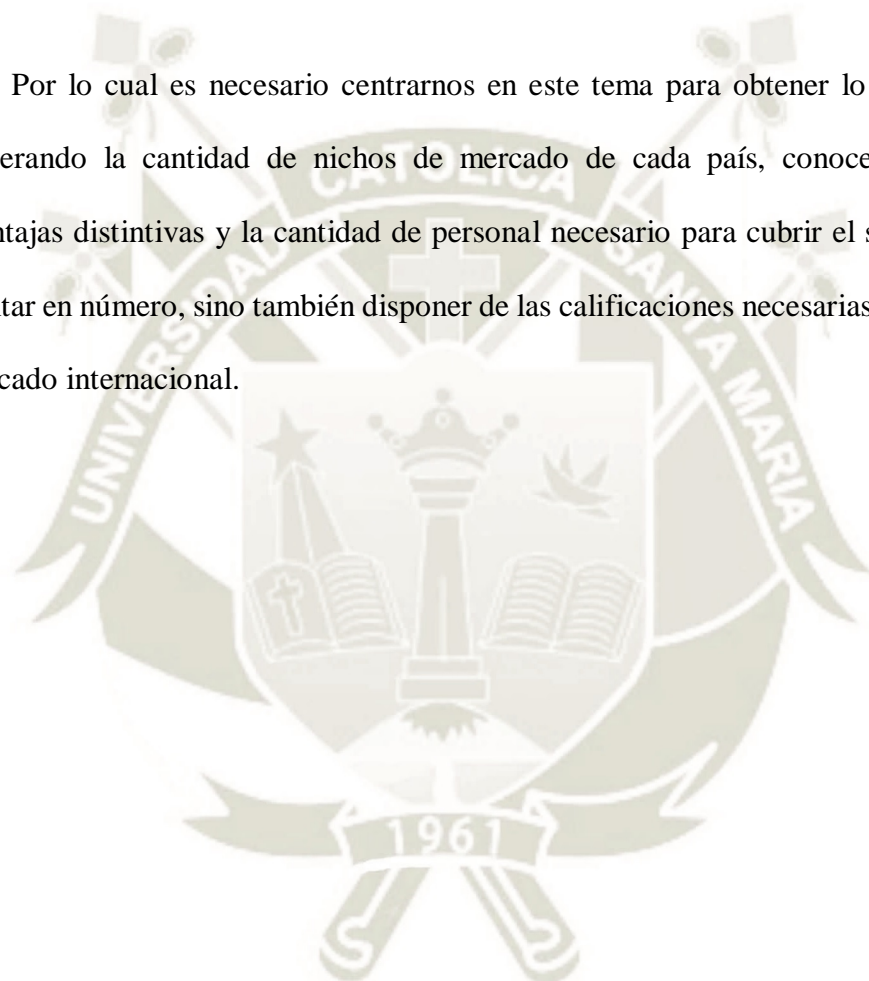 Por lo cual es necesario centrarnos en este tema para obtener lo
erando la cantidad de nichos de mercado de cada país, conoce
ntajas distintivas y la cantidad de personal necesario para cubrir el s
tar en número, sino también disponer de las calificaciones necesarias
cado internacional.
UNIVERSIDAD CATOLICA SANTA MARIA
1961